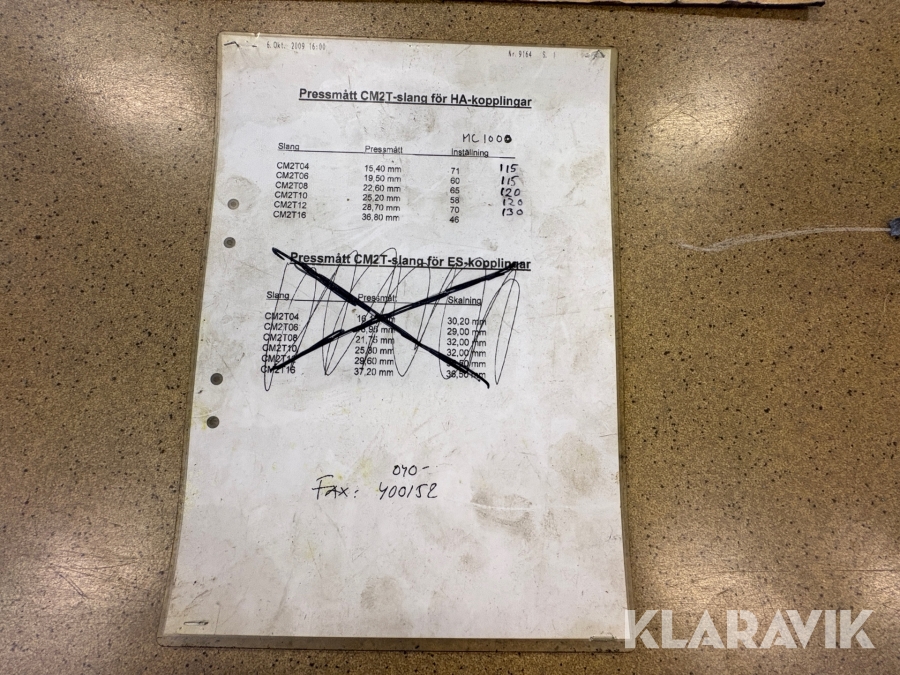 6. Okt. 2009 16:00 Nr. 9164 S. 1
Pressmått CM2T-slang för HA-kopplingar
MC1000
Slang Pressmått Inställning
CM2T04 15,40 mm 71 115
CM2T06 19,50 mm 60 115
CM2T08 22,60 mm 65 120
CM2T10 25,20 mm 58 120
CM2T12 28,70 mm 70 130
CM2T16 36,80 mm 46
Pressmått CM2T-slang för ES-kopplingar
Slang Pressmått Skalning
CM2T04 mm 30,20 mm
CM2T06 mm 29,00 mm
CM2T08 21,75 mm 32,00 mm
CM2T10 25,80 mm 32,00 mm
29,60 mm mm
CM2T16 37,20 mm mm
040-
Fax: 400152
KLARAVIK